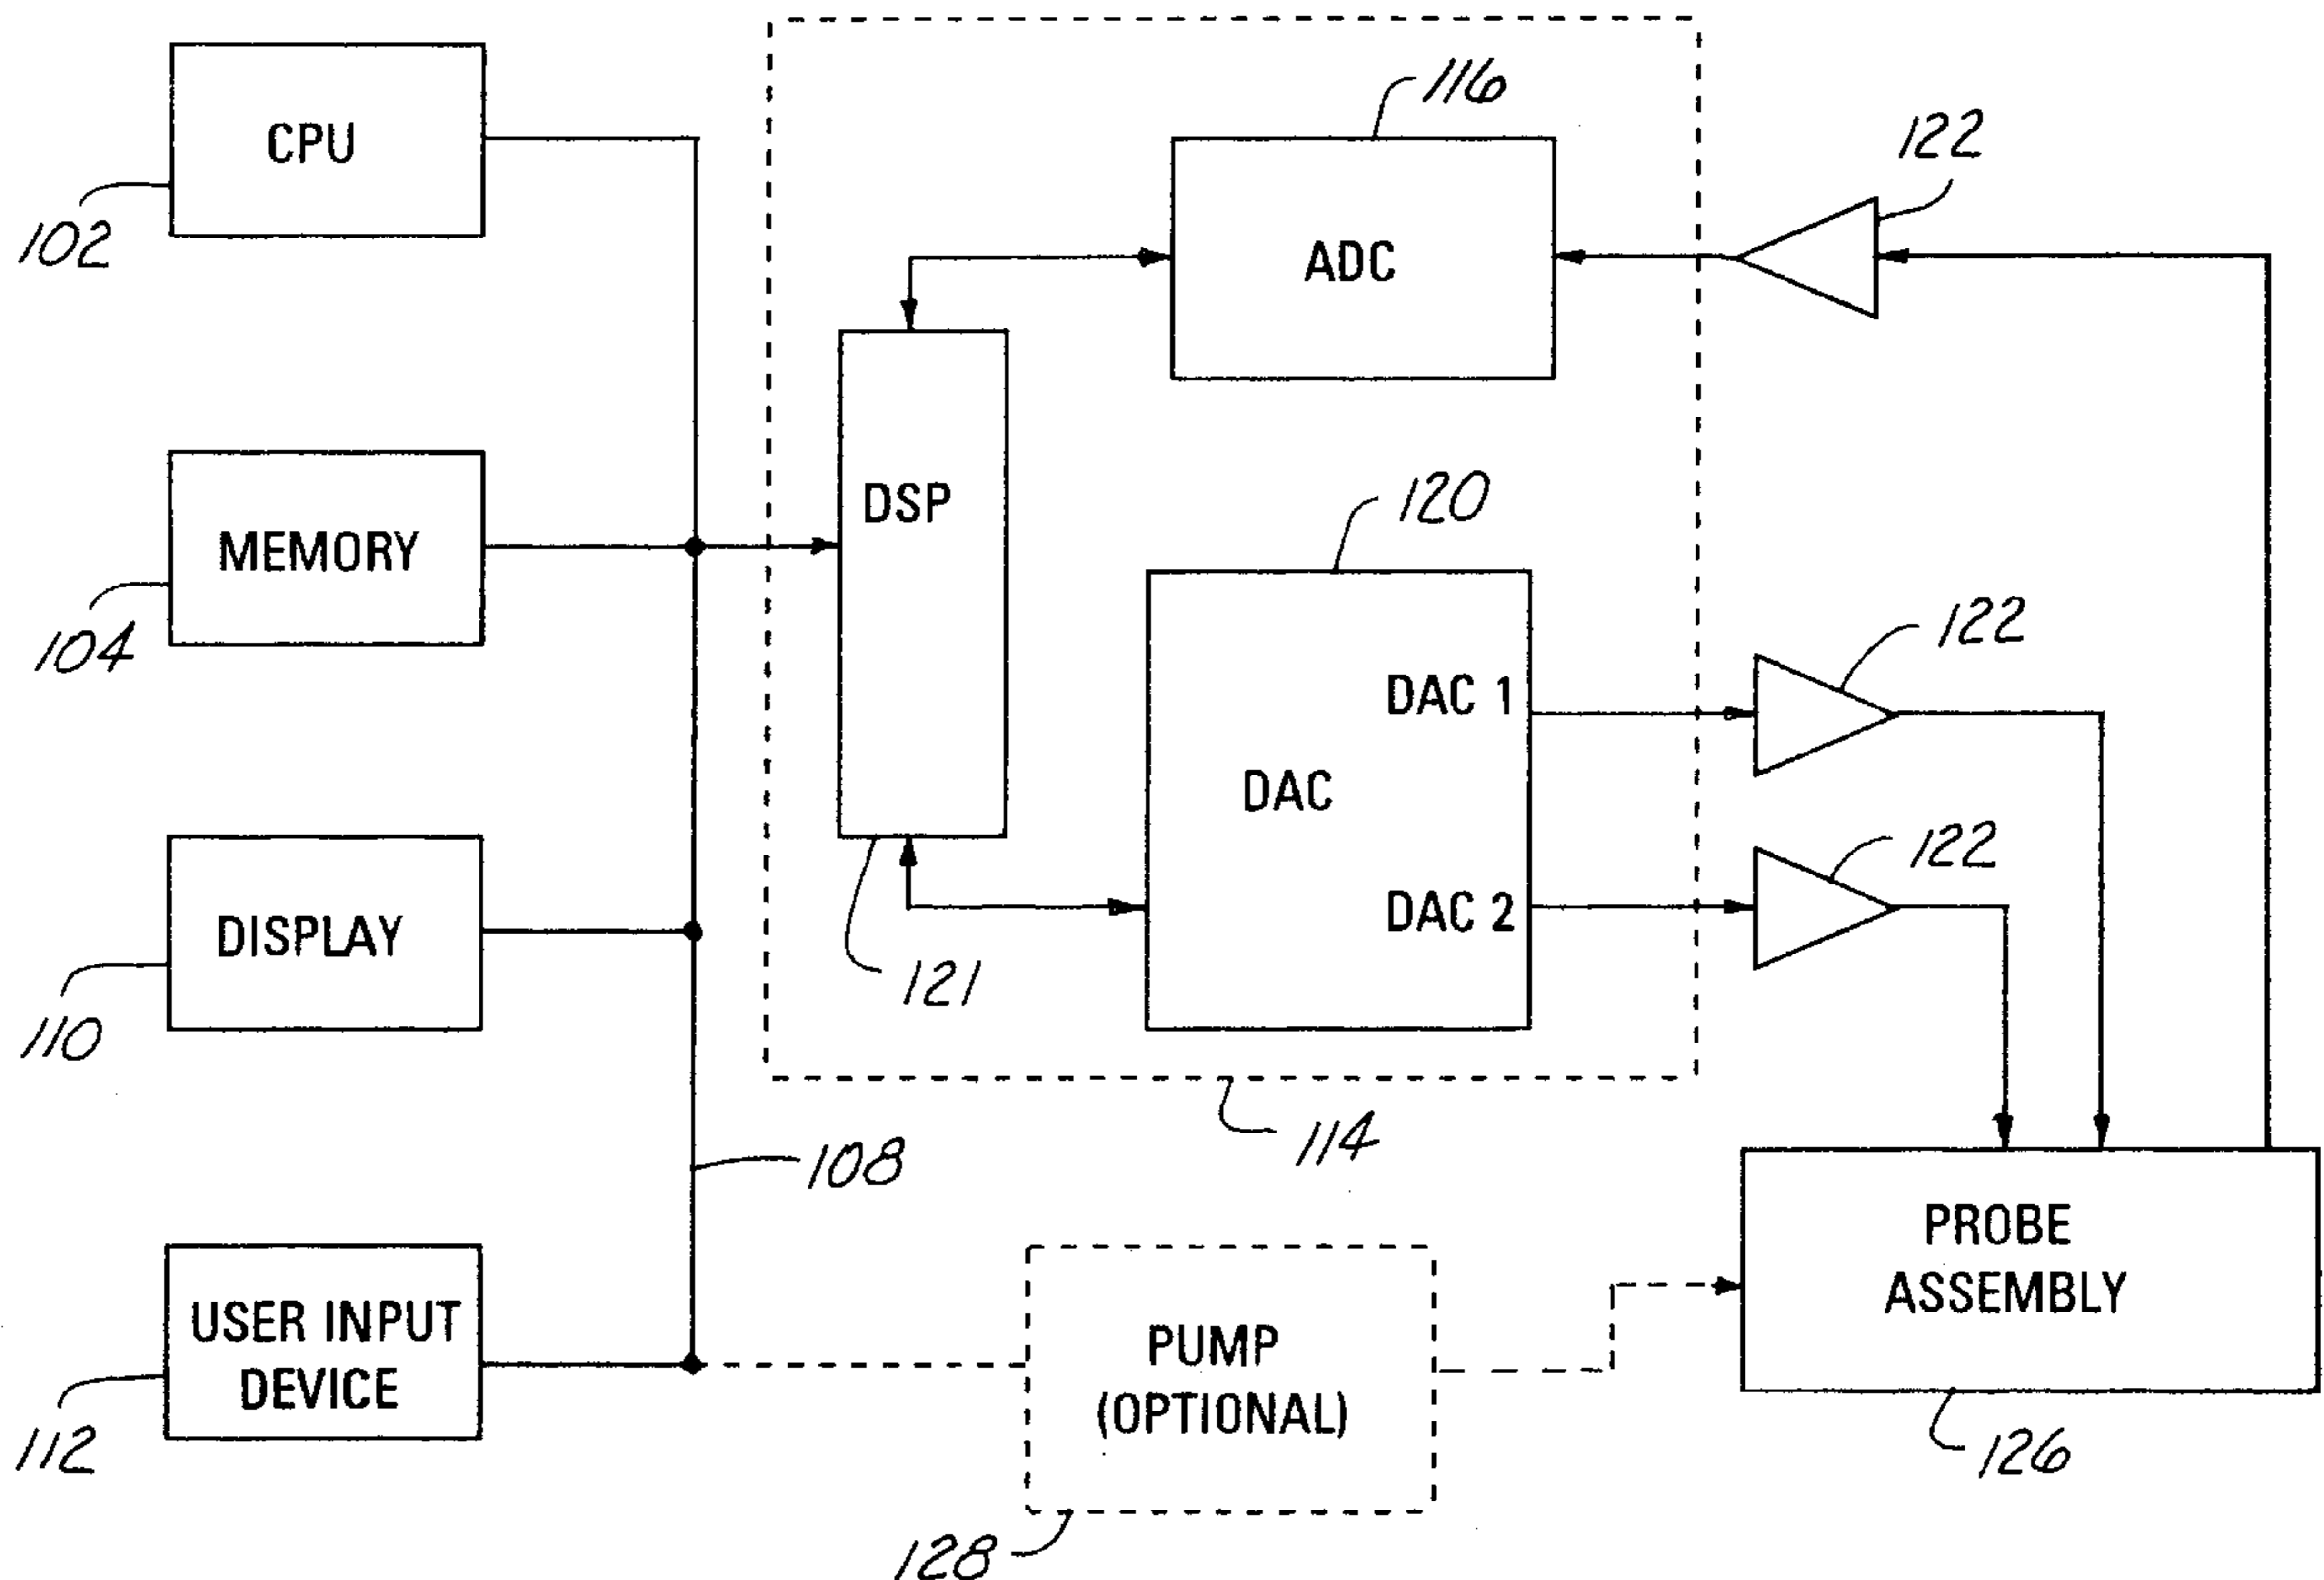 CPU
102
116
ADC
122
DSP
MEMORY
104
120
DAC 1
DAC
DAC 2
122
122
DISPLAY
110
121
114
108
PROBE
ASSEMBLY
126
USER INPUT
DEVICE
112
PUMP
(OPTIONAL)
128